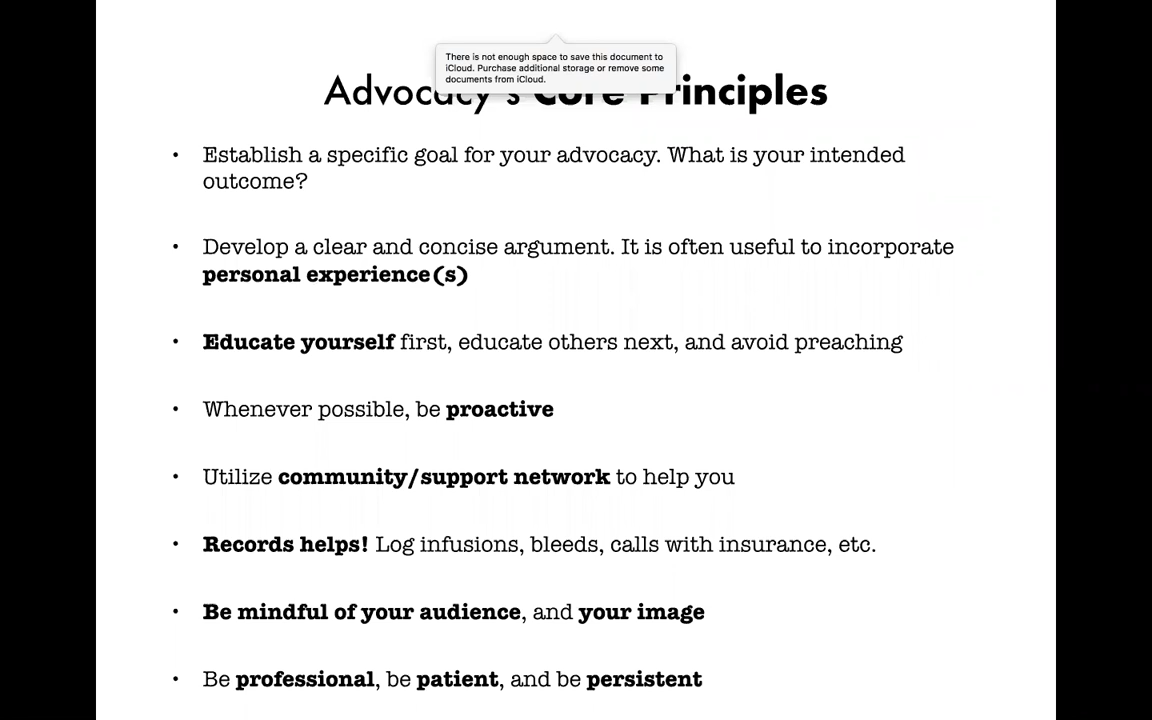 There is not enough space to save this document to
iCloud. Purchase additional storage or remove some
documents from iCloud.
Advocacy's Core Principles
• Establish a specific goal for your advocacy. What is your intended
outcome?
• Develop a clear and concise argument. It is often useful to incorporate
personal experience(s)
• Educate yourself first, educate others next, and avoid preaching
• Whenever possible, be proactive
• Utilize community/support network to help you
• Records helps! Log infusions, bleeds, calls with insurance, etc.
• Be mindful of your audience, and your image
• Be professional, be patient, and be persistent